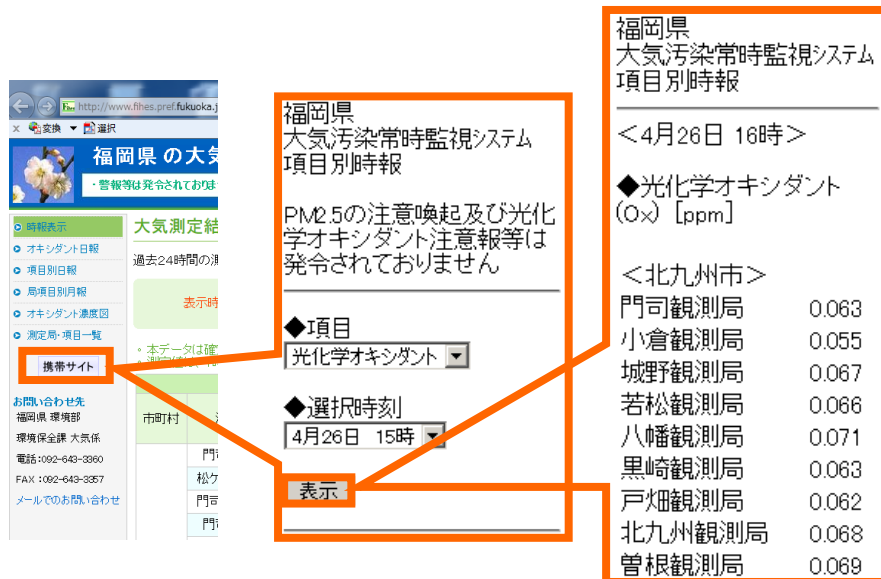 http://www.fihes.pref.fukuoka.j
× 変換 ▼ 選択
福岡県 の大気
・警報等は発令されておりま
時報表示
オキシダント日報
項目別日報
局項目別月報
オキシダント濃度図
測定局・項目一覧
携帯サイト
お問い合わせ先
福岡県 環境部
環境保全課 大気係
電話:092-643-3360
FAX:092-643-3357
メールでのお問い合わせ
大気測定結
過去24時間の測
表示時
・本データは確
市町村
門司
松ケ
門司
門司
福岡県
大気汚染常時監視システム
項目別時報
PM2.5の注意喚起及び光化
学オキシダント注意報等は
発令されておりません
◆項目
光化学オキシダント
◆選択時刻
4月26日 15時
表示
福岡県
大気汚染常時監視システム
項目別時報
<4月26日 16時>
◆光化学オキシダント
(Ox) [ppm]
<北九州市>
門司観測局 0.063
小倉観測局 0.055
城野観測局 0.067
若松観測局 0.066
八幡観測局 0.071
黒崎観測局 0.063
戸畑観測局 0.062
北九州観測局 0.068
曽根観測局 0.069